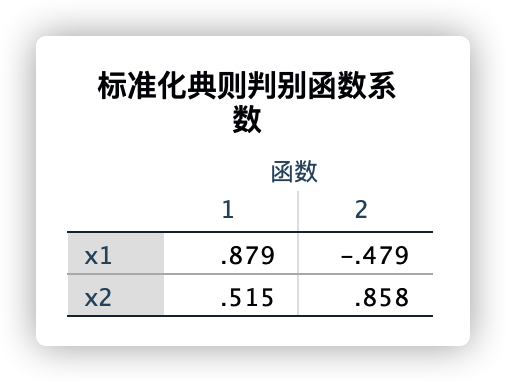 标准化典则判别函数系
数
函数
1 2
x1 .879 -.479
x2 .515 .858